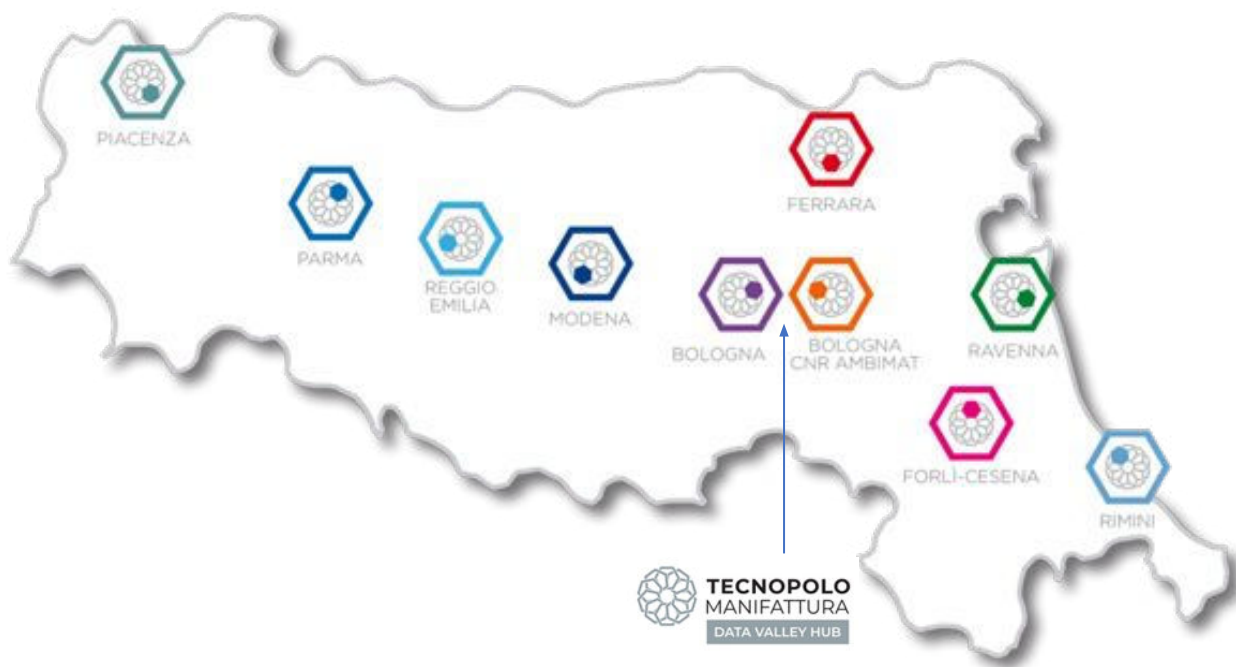 PIACENZA
PARMA
REGGIO
EMILIA
MODENA
FERRARA
BOLOGNA
BOLOGNA
CNR AMBIMAT
RAVENNA
FORLÌ-CESENA
RIMINI
TECNOPOLO
MANIFATTURA
DATA VALLEY HUB